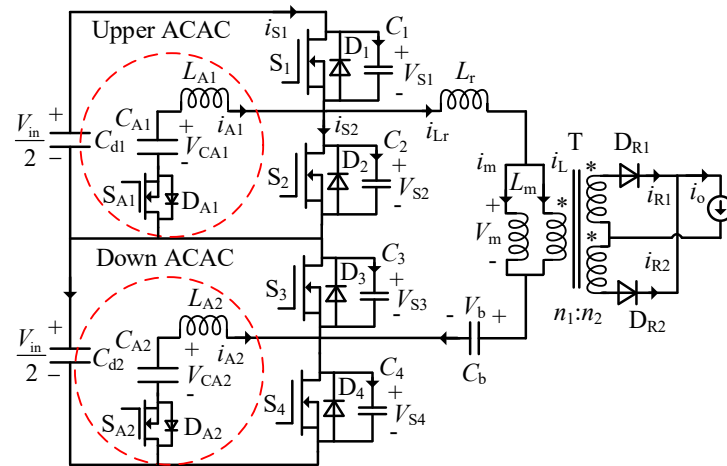 Upper ACAC
i_S1
S_1
D_1
C_1
+
V_S1
-
L_A1
i_A1
C_A1
+
V_CA1
-
S_A1
D_A1
+
V_in/2
-
C_d1
i_S2
S_2
D_2
C_2
+
V_S2
-
L_r
i_Lr
i_m
L_m
i_L
+
V_m
-
T
*
*
*
n_1:n_2
D_R1
i_R1
i_o
i_R2
D_R2
Down ACAC
S_3
D_3
C_3
+
V_S3
-
L_A2
i_A2
C_A2
+
V_CA2
-
S_A2
D_A2
+
V_in/2
-
C_d2
- V_b +
C_b
S_4
D_4
C_4
+
V_S4
-